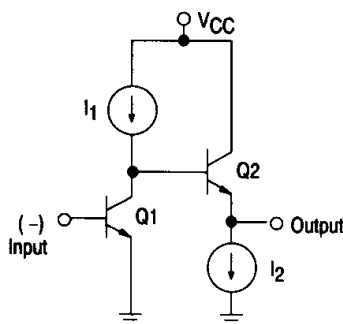 VCC
I1
Q2
(−)
Input
Q1
Output
I2